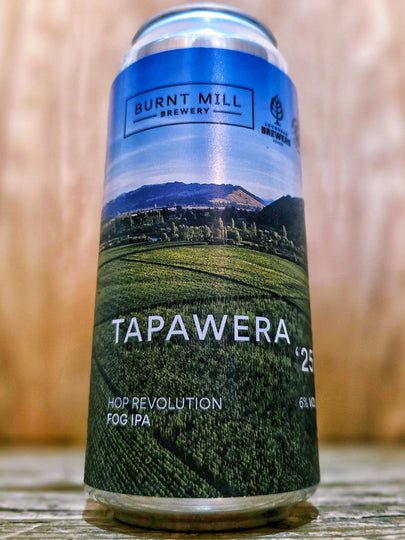 BURNT MILL
BREWERY
BREWERS
TAPAWERA
'25
HOP REVOLUTION
6% VOL
FOG IPA